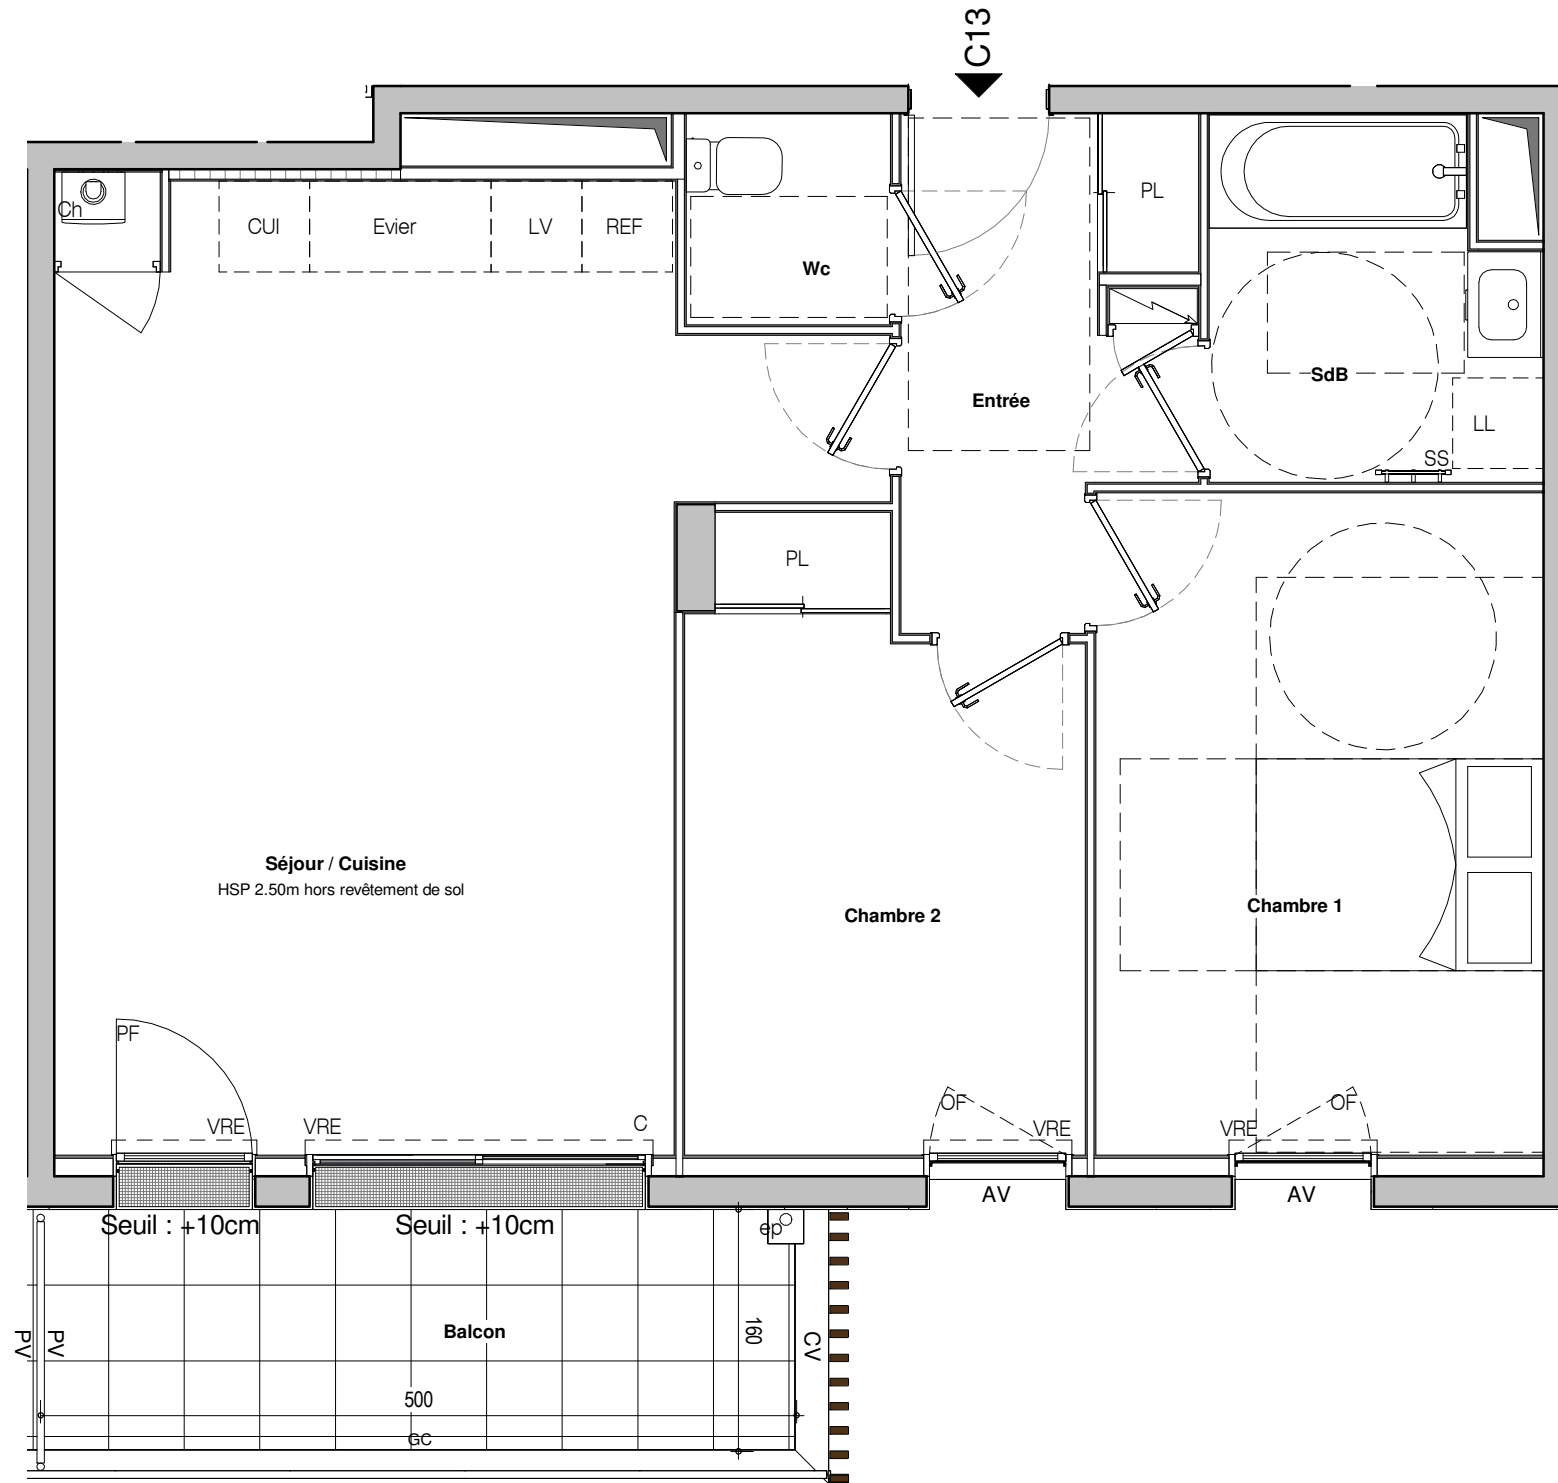 C13
Ch
CUI
Evier
LV
REF
Wc
PL
Entrée
SdB
LL
SS
PL
Séjour / Cuisine
HSP 2.50m hors revêtement de sol
Chambre 2
Chambre 1
PF
VRE
VRE
C
OF
VRE
VRE
OF
AV
AV
Seuil : +10cm
Seuil : +10cm
ep
PV
PV
Balcon
160
CV
500
GC